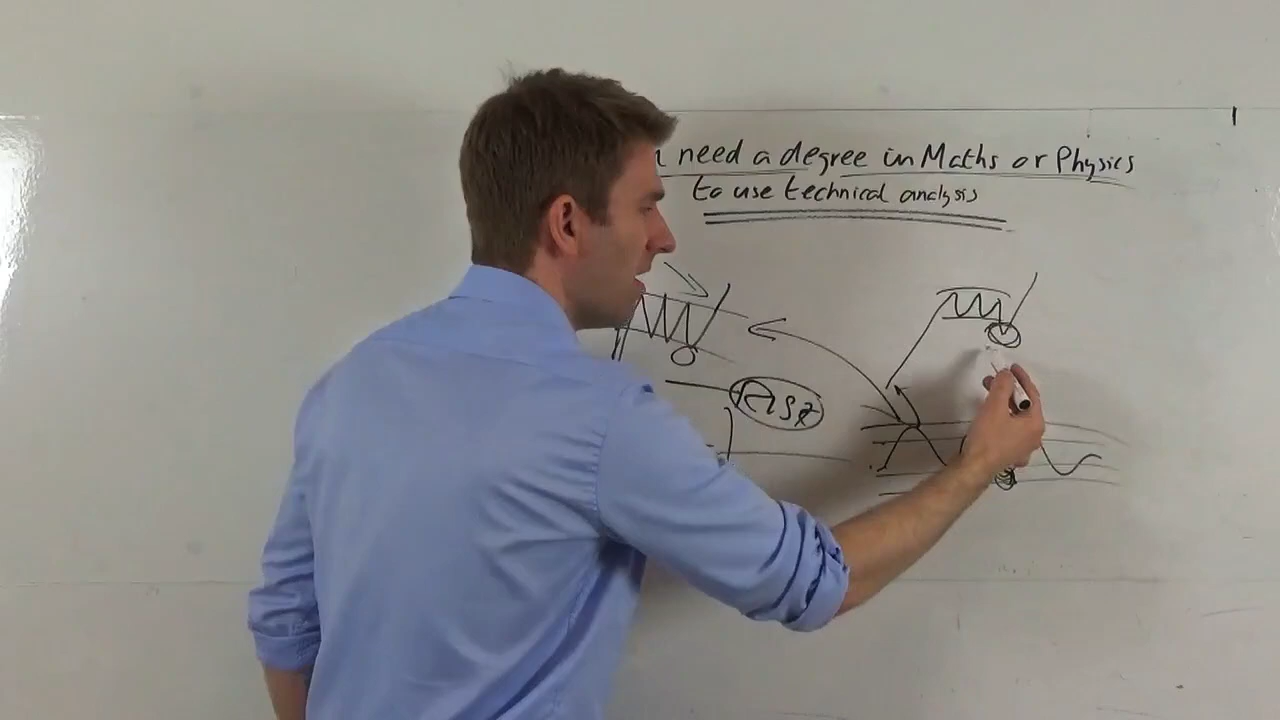 need a degree in Maths or Physics
to use technical analysis